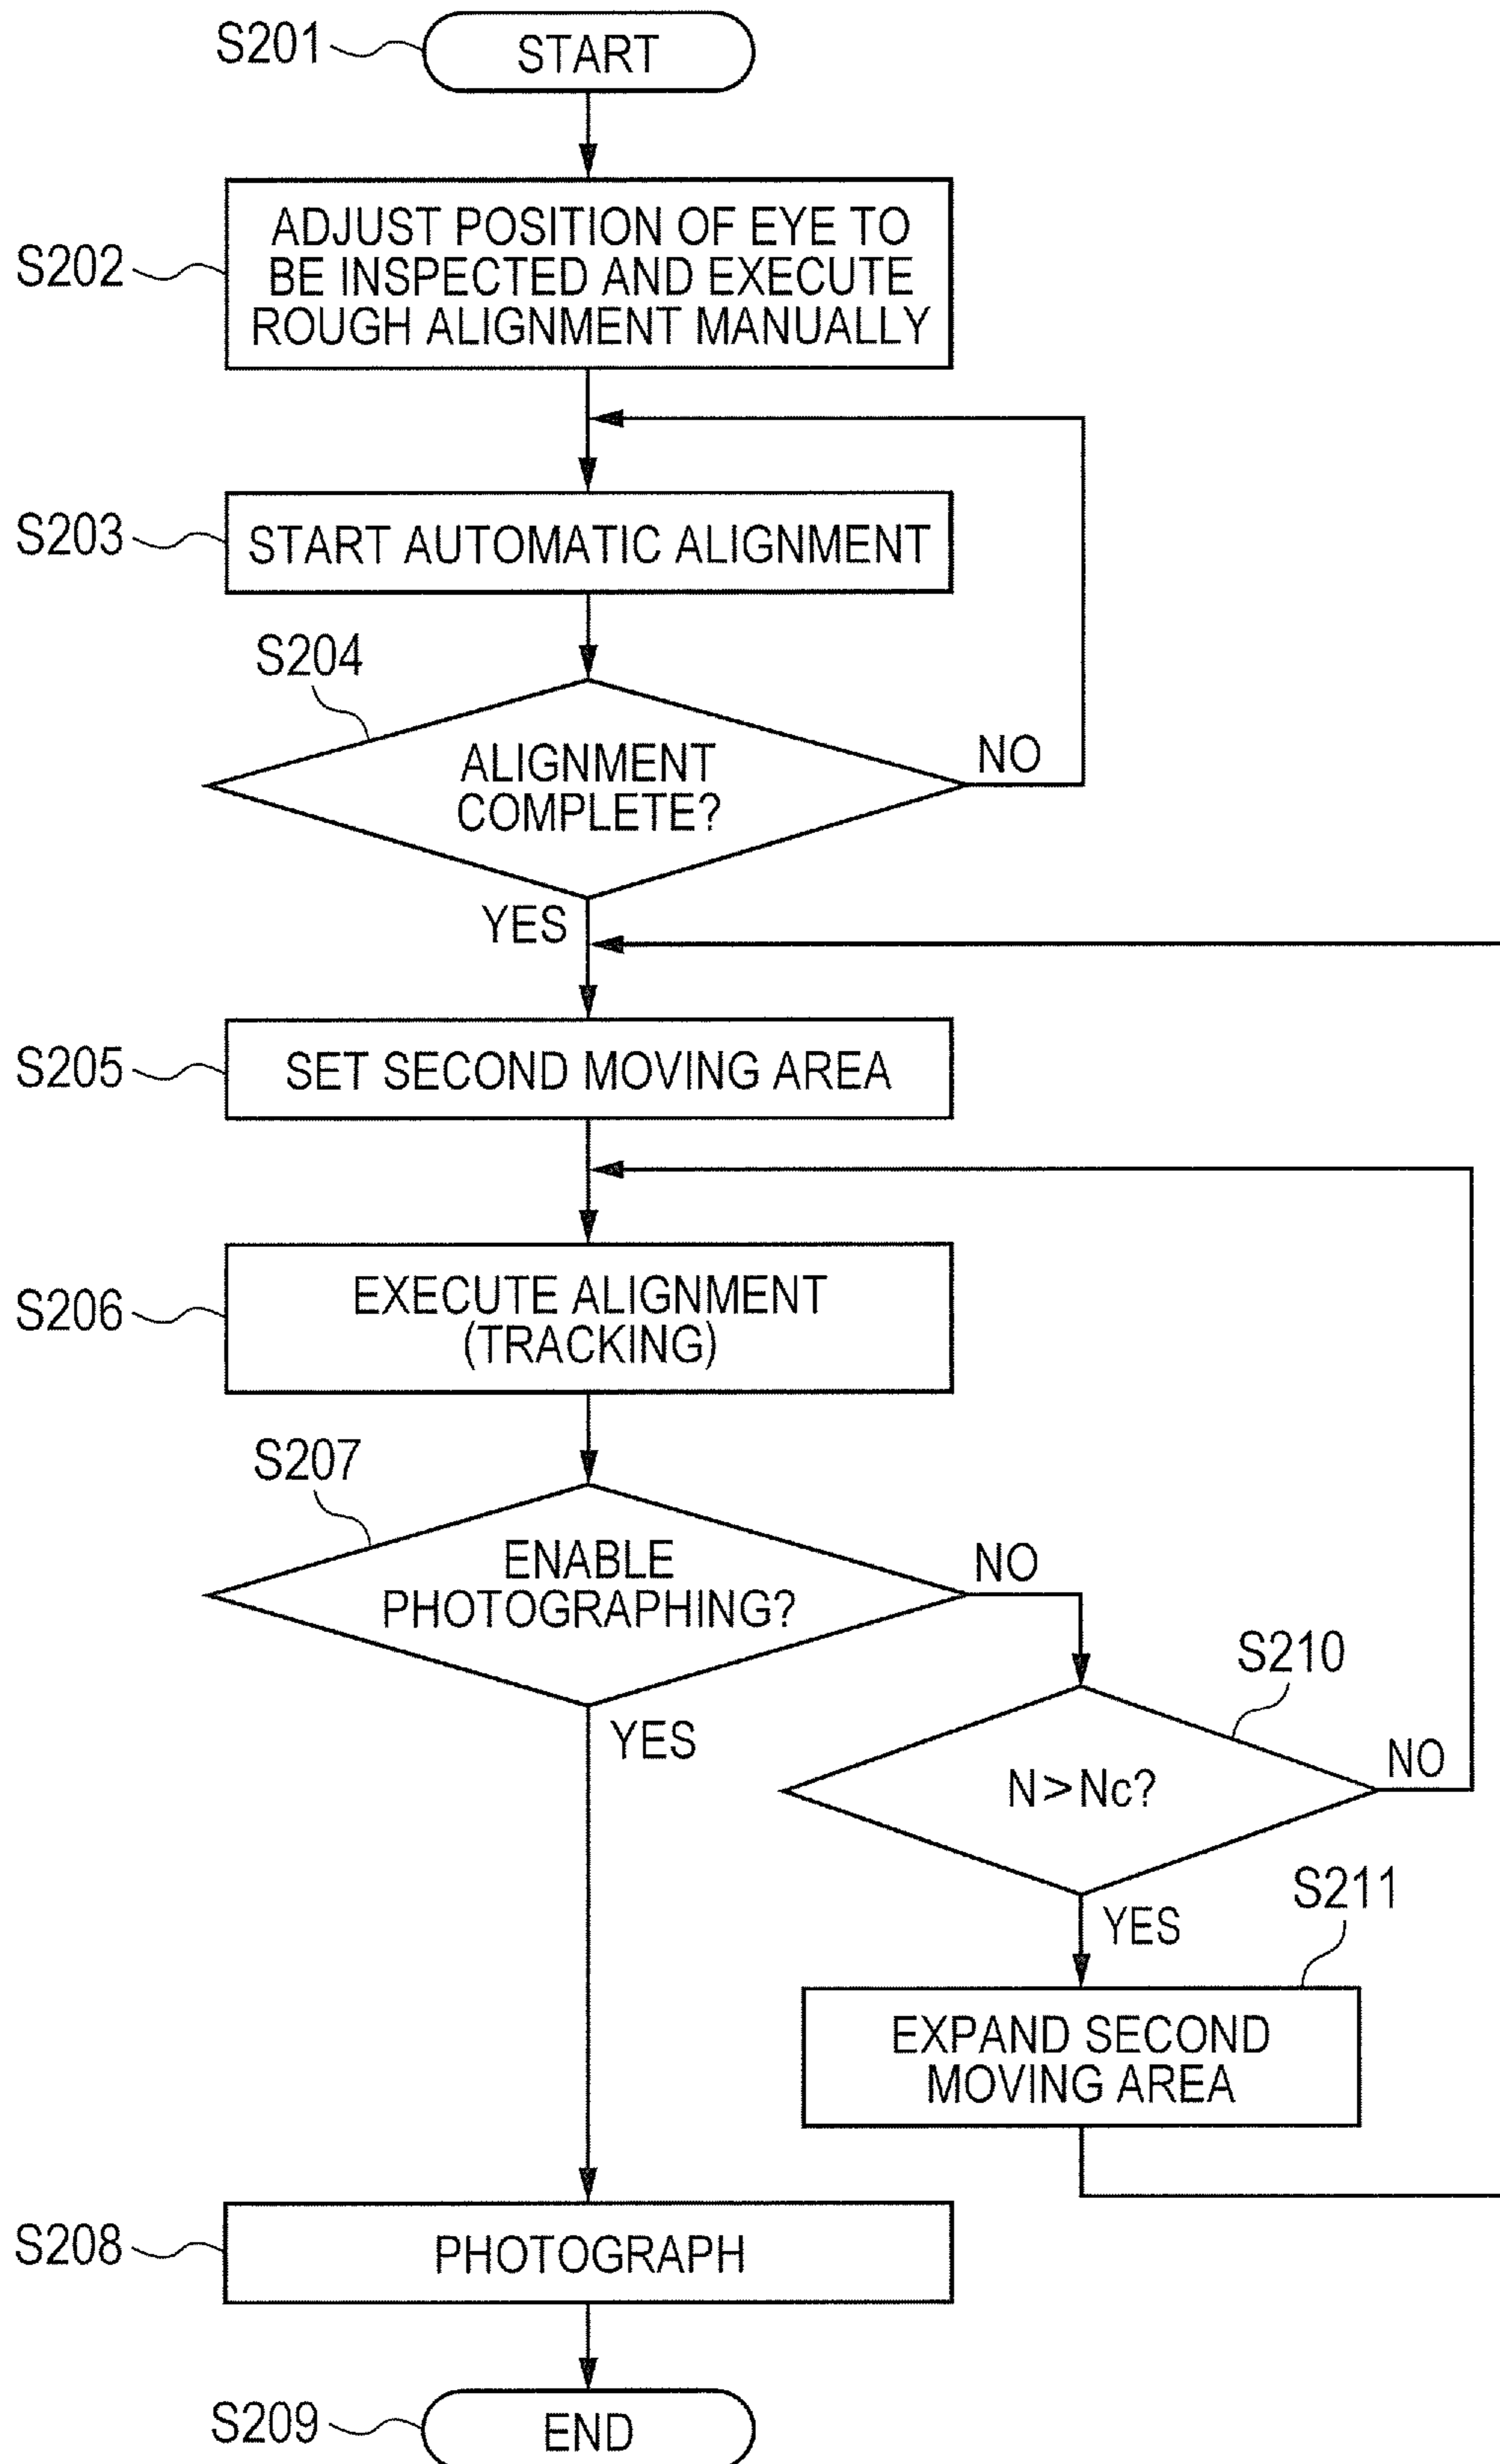 S201
START
S202
ADJUST POSITION OF EYE TO
BE INSPECTED AND EXECUTE
ROUGH ALIGNMENT MANUALLY
S203
START AUTOMATIC ALIGNMENT
S204
ALIGNMENT
COMPLETE?
NO
YES
S205
SET SECOND MOVING AREA
S206
EXECUTE ALIGNMENT
(TRACKING)
S207
ENABLE
PHOTOGRAPHING?
NO
YES
S210
N>Nc?
NO
YES
S211
EXPAND SECOND
MOVING AREA
S208
PHOTOGRAPH
S209
END